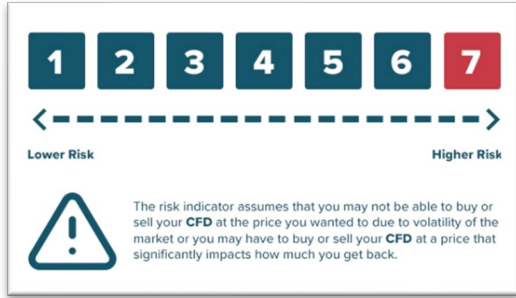 1 2 3 4 5 6 7
Lower Risk Higher Risk
The risk indicator assumes that you may not be able to buy or
sell your CFD at the price you wanted to due to volatility of the
market or you may have to buy or sell your CFD at a price that
significantly impacts how much you get back.